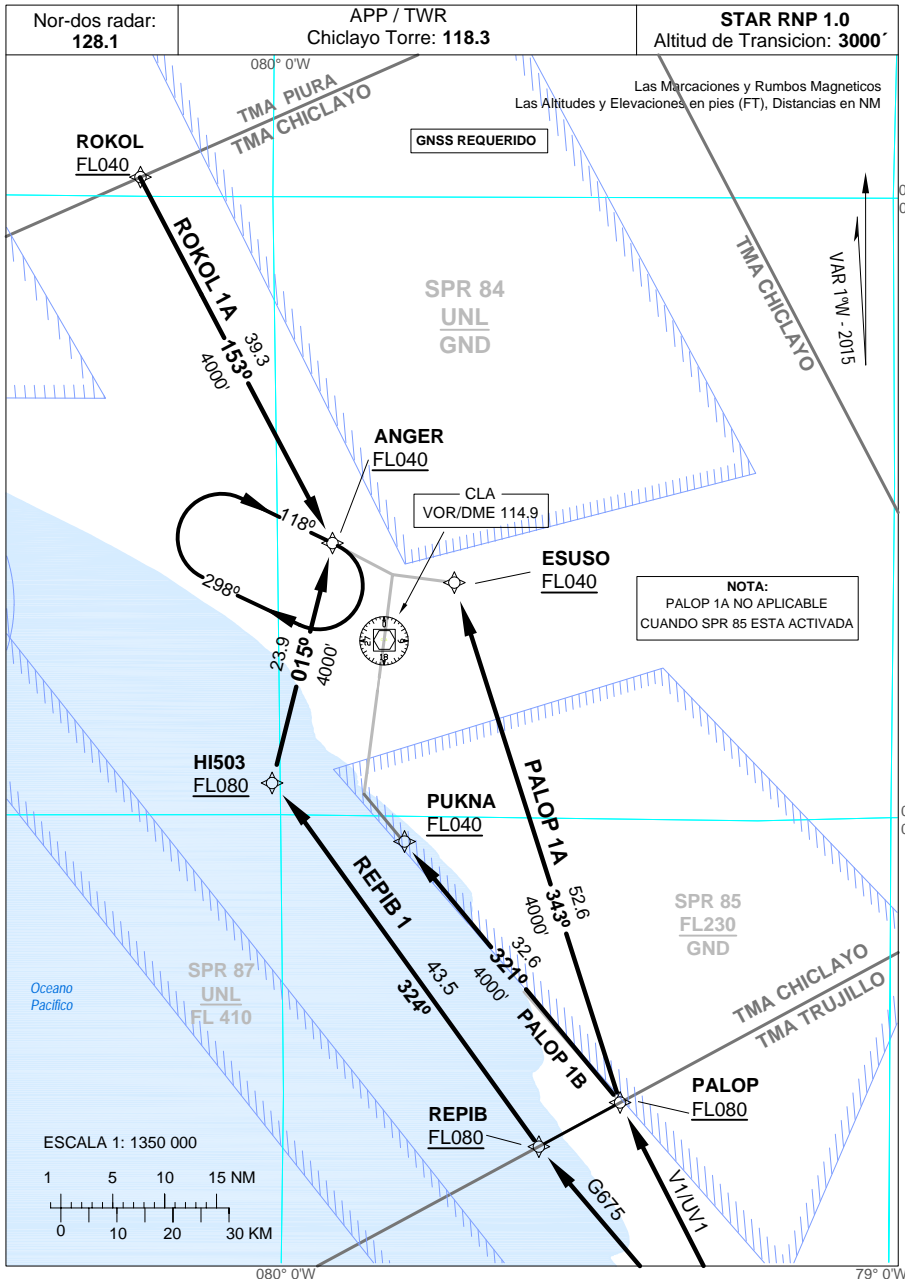 Nor-dos radar:
128.1
APP / TWR
Chiclayo Torre: 118.3
STAR RNP 1.0
Altitud de Transicion: 3000´
080° 0'W
Las Marcaciones y Rumbos Magneticos
Las Altitudes y Elevaciones en pies (FT), Distancias en NM
TMA PIURA
TMA CHICLAYO
GNSS REQUERIDO
ROKOL
FL040
ROKOL 1A
39.3
153º
4000'
SPR 84
UNL
GND
TMA CHICLAYO
VAR 1°W - 2015
ANGER
FL040
CLA
VOR/DME 114.9
118º
298º
ESUSO
FL040
NOTA:
PALOP 1A NO APLICABLE
CUANDO SPR 85 ESTA ACTIVADA
23.9
015º
4000'
HI503
FL080
PUKNA
FL040
PALOP 1A
52.6
343º
4000'
REPIB 1
43.5
324º
32.6
321º
4000'
PALOP 1B
SPR 85
FL230
GND
SPR 87
UNL
FL 410
Oceano
Pacifico
TMA CHICLAYO
TMA TRUJILLO
REPIB
FL080
PALOP
FL080
G675
V1/UV1
ESCALA 1: 1350 000
1 5 10 15 NM
0 10 20 30 KM
080° 0'W
79° 0'W